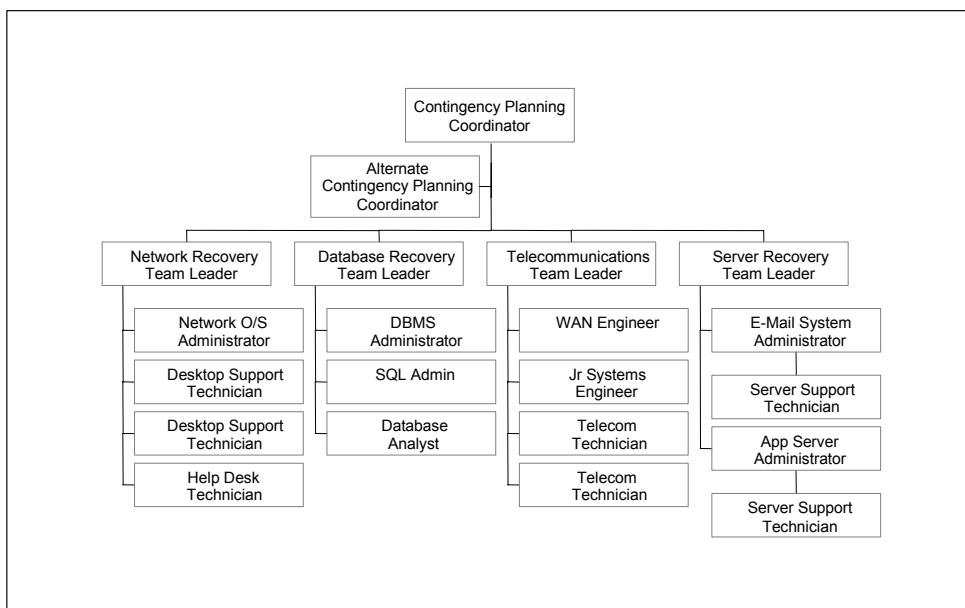 Contingency Planning
Coordinator
Alternate
Contingency Planning
Coordinator
Network Recovery
Team Leader
Database Recovery
Team Leader
Telecommunications
Team Leader
Server Recovery
Team Leader
Network O/S
Administrator
Desktop Support
Technician
Desktop Support
Technician
Help Desk
Technician
DBMS
Administrator
SQL Admin
Database
Analyst
WAN Engineer
Jr Systems
Engineer
Telecom
Technician
Telecom
Technician
E-Mail System
Administrator
Server Support
Technician
App Server
Administrator
Server Support
Technician